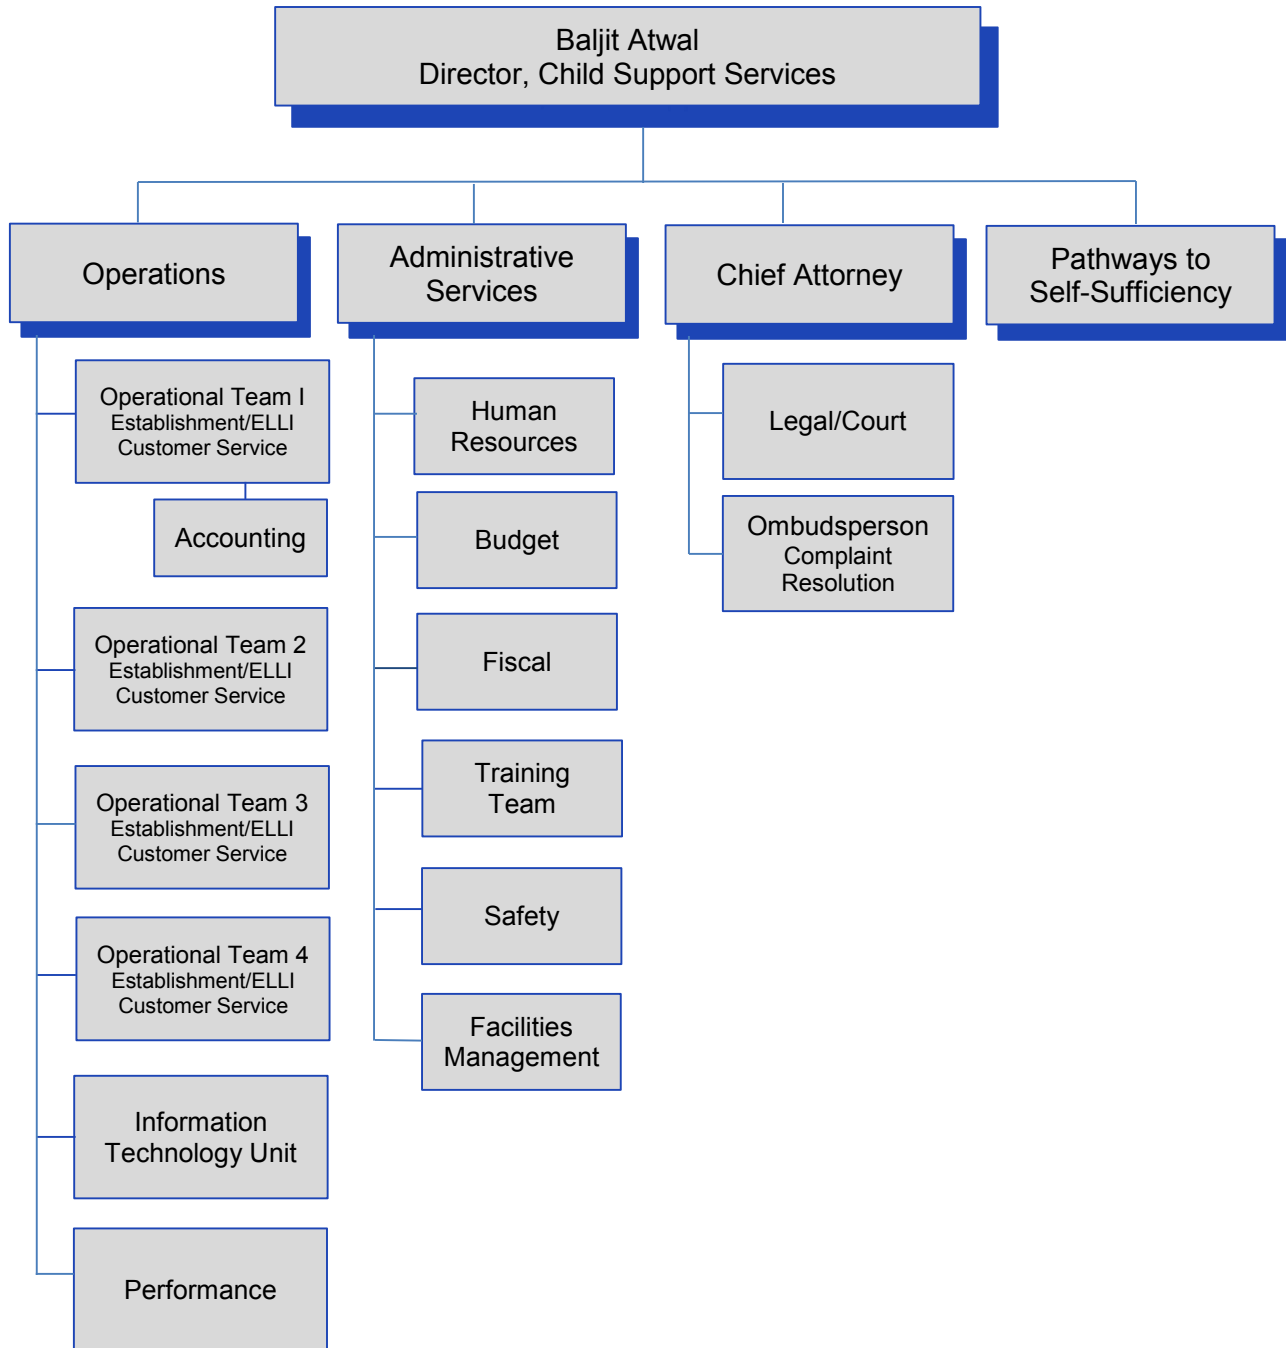 Baljit Atwal
Director, Child Support Services
Operations
Administrative
Services
Chief Attorney
Pathways to
Self-Sufficiency
Operational Team I
Establishment/ELLI
Customer Service
Accounting
Operational Team 2
Establishment/ELLI
Customer Service
Operational Team 3
Establishment/ELLI
Customer Service
Operational Team 4
Establishment/ELLI
Customer Service
Information
Technology Unit
Performance
Human
Resources
Budget
Fiscal
Training
Team
Safety
Facilities
Management
Legal/Court
Ombudsperson
Complaint
Resolution